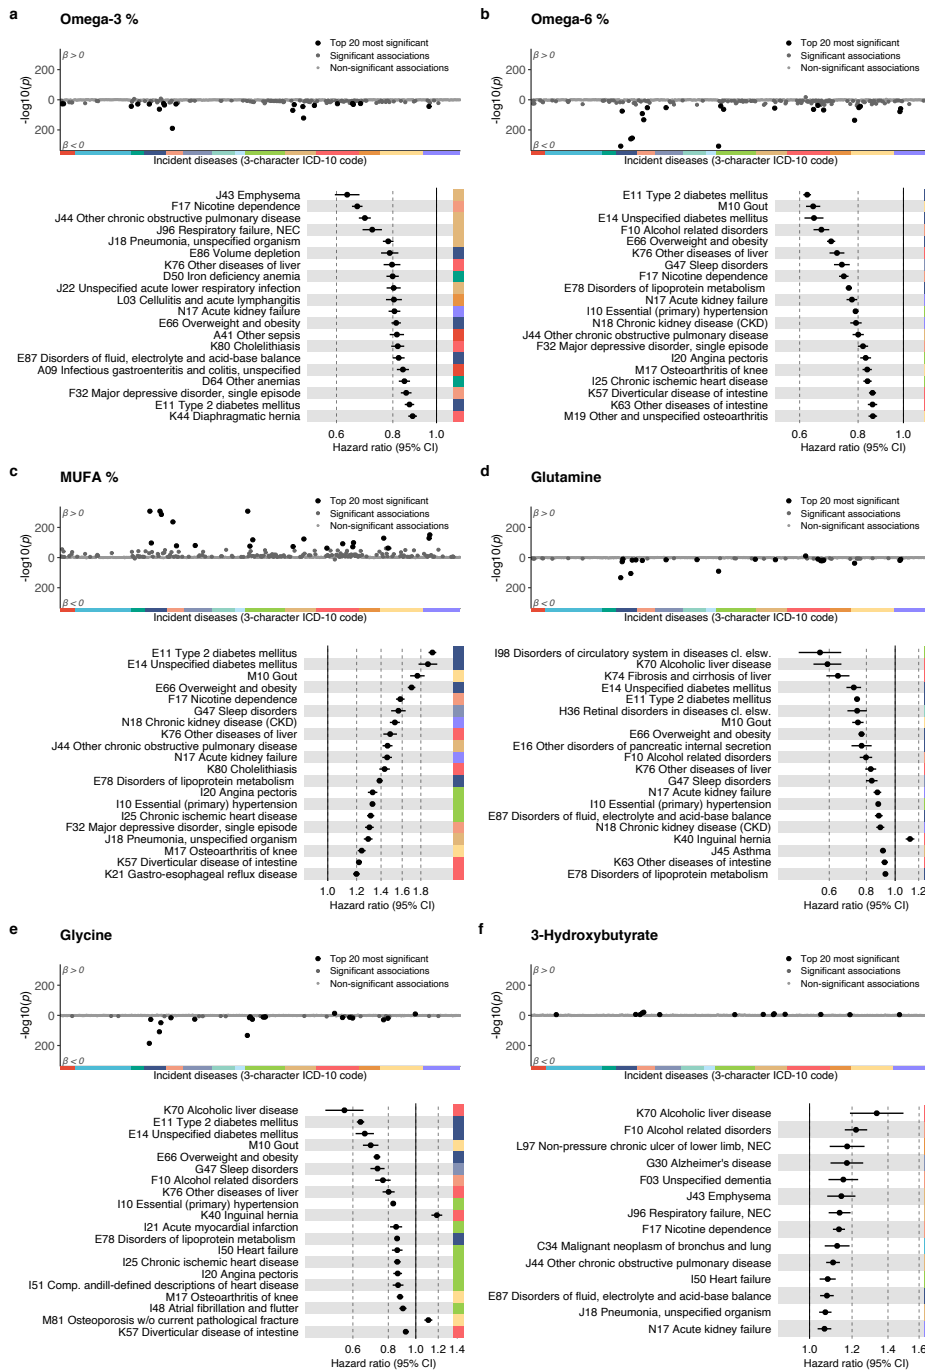 a
Omega-3 %
β > 0
Top 20 most significant
Significant associations
Non-significant associations
200
0
200
-log10(p)
β < 0
Incident diseases (3-character ICD-10 code)
J43 Emphysema
F17 Nicotine dependence
J44 Other chronic obstructive pulmonary disease
J96 Respiratory failure, NEC
J18 Pneumonia, unspecified organism
E86 Volume depletion
K76 Other diseases of liver
D50 Iron deficiency anemia
J22 Unspecified acute lower respiratory infection
L03 Cellulitis and acute lymphangitis
N17 Acute kidney failure
E66 Overweight and obesity
A41 Other sepsis
K80 Cholelithiasis
E87 Disorders of fluid, electrolyte and acid-base balance
A09 Infectious gastroenteritis and colitis, unspecified
D64 Other anemias
F32 Major depressive disorder, single episode
E11 Type 2 diabetes mellitus
K44 Diaphragmatic hernia
0.6 0.8 1.0
Hazard ratio (95% CI)
b
Omega-6 %
β > 0
Top 20 most significant
Significant associations
Non-significant associations
200
0
200
-log10(p)
β < 0
Incident diseases (3-character ICD-10 code)
E11 Type 2 diabetes mellitus
M10 Gout
E14 Unspecified diabetes mellitus
F10 Alcohol related disorders
E66 Overweight and obesity
K76 Other diseases of liver
G47 Sleep disorders
F17 Nicotine dependence
E78 Disorders of lipoprotein metabolism
N17 Acute kidney failure
I10 Essential (primary) hypertension
N18 Chronic kidney disease (CKD)
J44 Other chronic obstructive pulmonary disease
F32 Major depressive disorder, single episode
I20 Angina pectoris
M17 Osteoarthritis of knee
I25 Chronic ischemic heart disease
K57 Diverticular disease of intestine
K63 Other diseases of intestine
M19 Other and unspecified osteoarthritis
0.6 0.8 1.0
Hazard ratio (95% CI)
c
MUFA %
β > 0
Top 20 most significant
Significant associations
Non-significant associations
200
0
200
-log10(p)
β < 0
Incident diseases (3-character ICD-10 code)
E11 Type 2 diabetes mellitus
E14 Unspecified diabetes mellitus
M10 Gout
E66 Overweight and obesity
F17 Nicotine dependence
G47 Sleep disorders
N18 Chronic kidney disease (CKD)
K76 Other diseases of liver
J44 Other chronic obstructive pulmonary disease
N17 Acute kidney failure
K80 Cholelithiasis
E78 Disorders of lipoprotein metabolism
I20 Angina pectoris
I10 Essential (primary) hypertension
I25 Chronic ischemic heart disease
F32 Major depressive disorder, single episode
J18 Pneumonia, unspecified organism
M17 Osteoarthritis of knee
K57 Diverticular disease of intestine
K21 Gastro-esophageal reflux disease
1.0 1.2 1.4 1.6 1.8
Hazard ratio (95% CI)
d
Glutamine
β > 0
Top 20 most significant
Significant associations
Non-significant associations
200
0
200
-log10(p)
β < 0
Incident diseases (3-character ICD-10 code)
I98 Disorders of circulatory system in diseases cl. elsw.
K70 Alcoholic liver disease
K74 Fibrosis and cirrhosis of liver
E14 Unspecified diabetes mellitus
E11 Type 2 diabetes mellitus
H36 Retinal disorders in diseases cl. elsw.
M10 Gout
E66 Overweight and obesity
E16 Other disorders of pancreatic internal secretion
F10 Alcohol related disorders
K76 Other diseases of liver
G47 Sleep disorders
N17 Acute kidney failure
I10 Essential (primary) hypertension
E87 Disorders of fluid, electrolyte and acid-base balance
N18 Chronic kidney disease (CKD)
K40 Inguinal hernia
J45 Asthma
K63 Other diseases of intestine
E78 Disorders of lipoprotein metabolism
0.6 0.8 1.0 1.2
Hazard ratio (95% CI)
e
Glycine
β > 0
Top 20 most significant
Significant associations
Non-significant associations
200
0
200
-log10(p)
β < 0
Incident diseases (3-character ICD-10 code)
K70 Alcoholic liver disease
E11 Type 2 diabetes mellitus
E14 Unspecified diabetes mellitus
M10 Gout
E66 Overweight and obesity
G47 Sleep disorders
F10 Alcohol related disorders
K76 Other diseases of liver
I10 Essential (primary) hypertension
K40 Inguinal hernia
I21 Acute myocardial infarction
E78 Disorders of lipoprotein metabolism
I50 Heart failure
I25 Chronic ischemic heart disease
I20 Angina pectoris
I51 Comp. andill-defined descriptions of heart disease
M17 Osteoarthritis of knee
I48 Atrial fibrillation and flutter
M81 Osteoporosis w/o current pathological fracture
K57 Diverticular disease of intestine
0.6 0.8 1.0 1.2 1.4
Hazard ratio (95% CI)
f
3-Hydroxybutyrate
β > 0
Top 20 most significant
Significant associations
Non-significant associations
200
0
200
-log10(p)
β < 0
Incident diseases (3-character ICD-10 code)
K70 Alcoholic liver disease
F10 Alcohol related disorders
L97 Non-pressure chronic ulcer of lower limb, NEC
G30 Alzheimer's disease
F03 Unspecified dementia
J43 Emphysema
J96 Respiratory failure, NEC
F17 Nicotine dependence
C34 Malignant neoplasm of bronchus and lung
J44 Other chronic obstructive pulmonary disease
I50 Heart failure
E87 Disorders of fluid, electrolyte and acid-base balance
J18 Pneumonia, unspecified organism
N17 Acute kidney failure
1.0 1.2 1.4 1.6
Hazard ratio (95% CI)